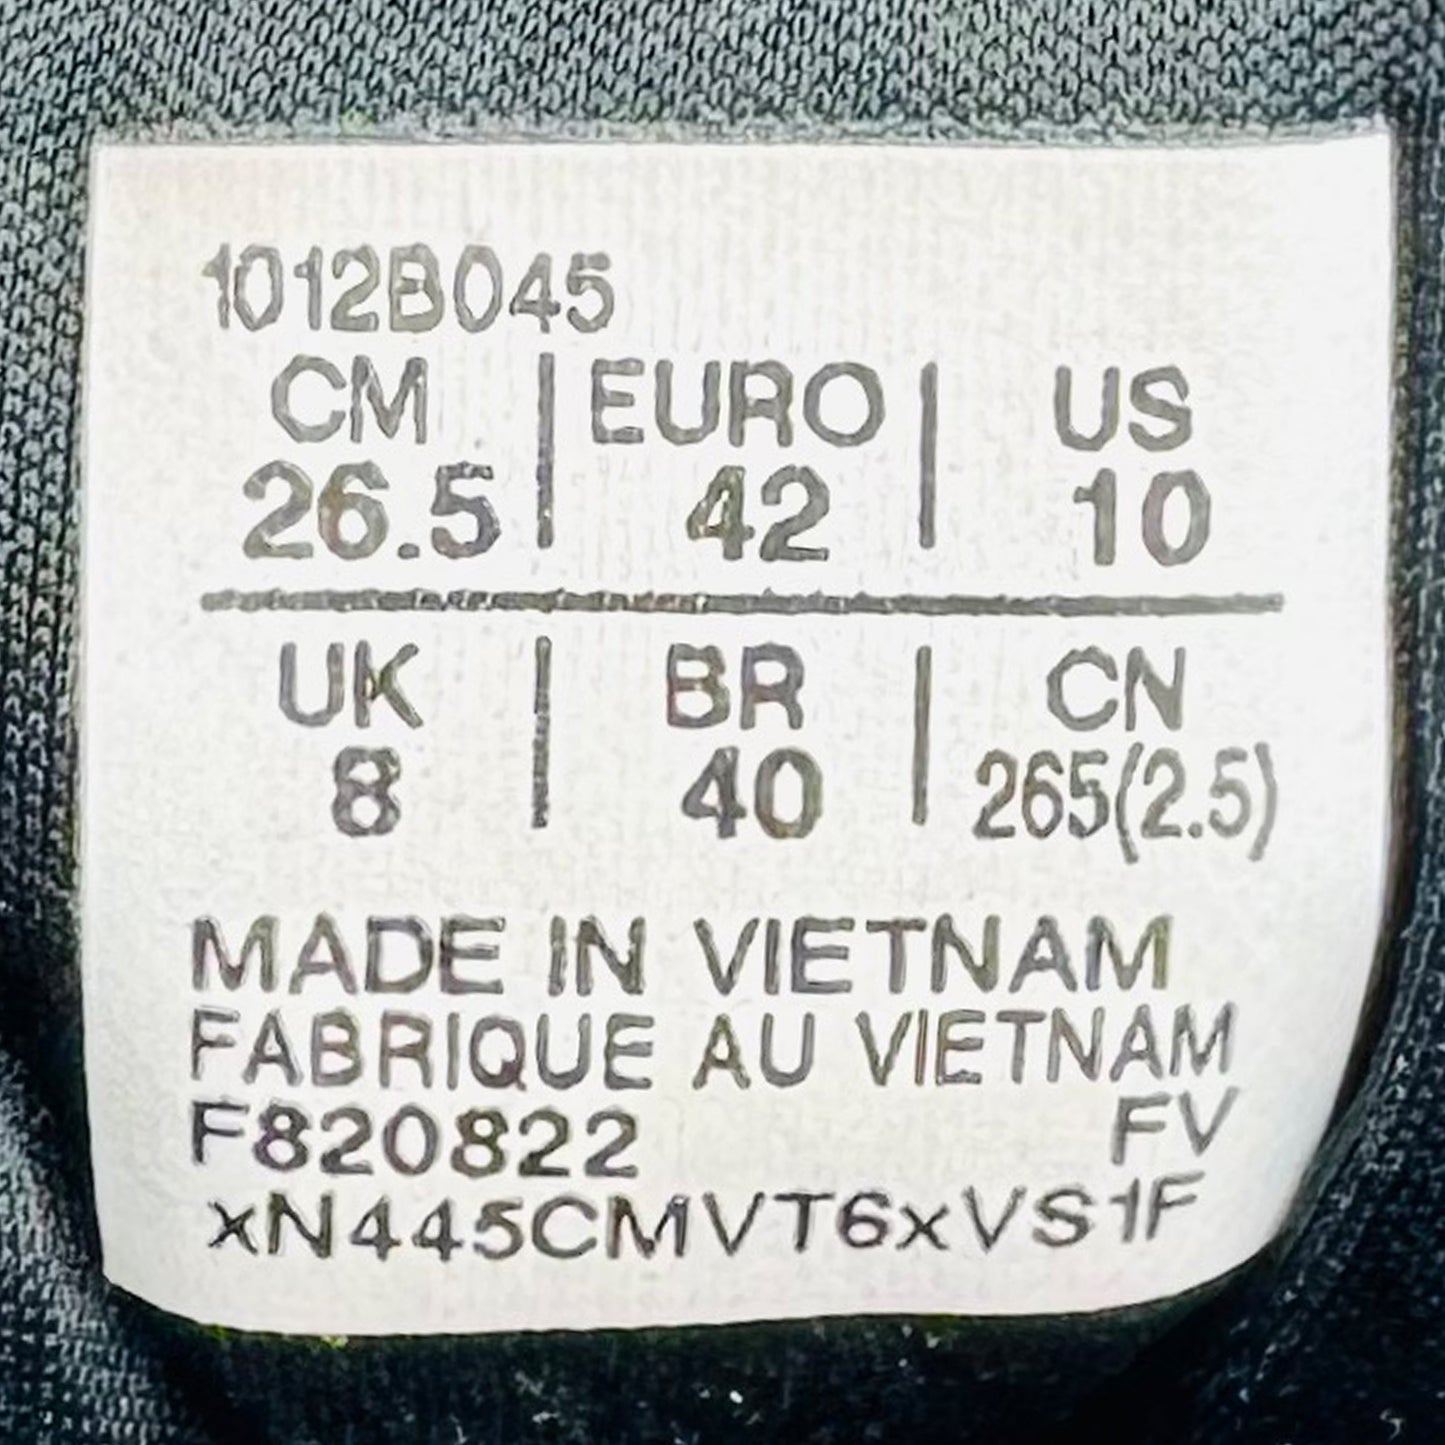 1012B045
CM | EURO | US
26.5 | 42 | 10
UK | BR | CN
8 | 40 | 265(2.5)
MADE IN VIETNAM
FABRIQUE AU VIETNAM
F820822 FV
xN445CMVT6xVS1F